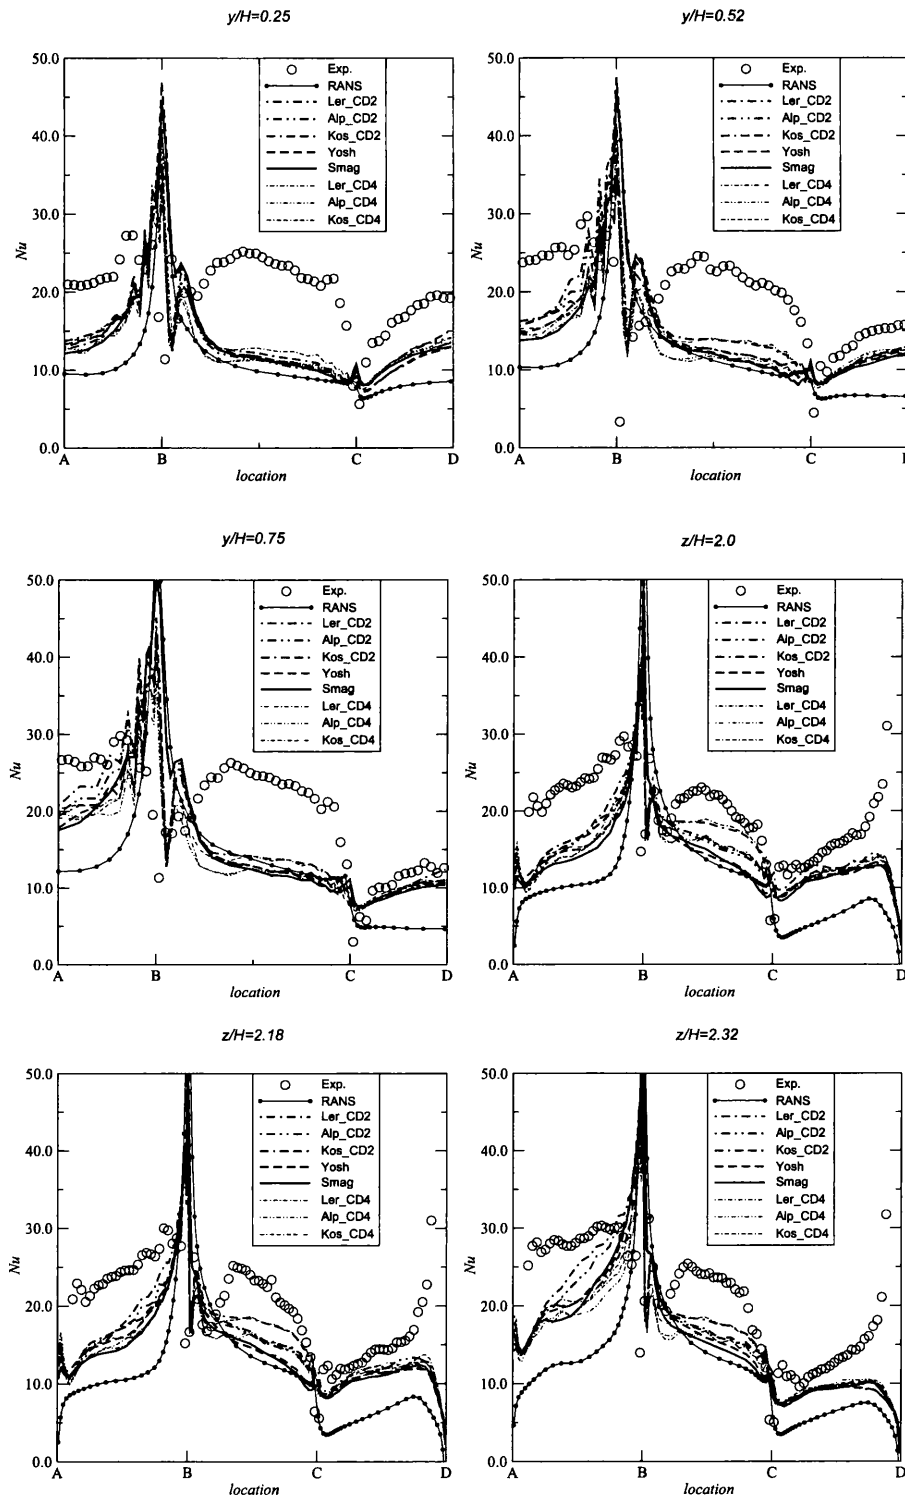 y/H=0.25
50.0
40.0
30.0
20.0
10.0
0.0
Nu
Exp.
RANS
Ler_CD2
Alp_CD2
Kos_CD2
Yosh
Smag
Ler_CD4
Alp_CD4
Kos_CD4
A B C D
location
y/H=0.52
50.0
40.0
30.0
20.0
10.0
0.0
Nu
Exp.
RANS
Ler_CD2
Alp_CD2
Kos_CD2
Yosh
Smag
Ler_CD4
Alp_CD4
Kos_CD4
A B C
location
y/H=0.75
50.0
40.0
30.0
20.0
10.0
0.0
Nu
Exp.
RANS
Ler_CD2
Alp_CD2
Kos_CD2
Yosh
Smag
Ler_CD4
Alp_CD4
Kos_CD4
A B C D
location
z/H=2.0
50.0
40.0
30.0
20.0
10.0
0.0
Nu
Exp.
RANS
Ler_CD2
Alp_CD2
Kos_CD2
Yosh
Smag
Ler_CD4
Alp_CD4
Kos_CD4
A B C D
location
z/H=2.18
50.0
40.0
30.0
20.0
10.0
0.0
Nu
Exp.
RANS
Ler_CD2
Alp_CD2
Kos_CD2
Yosh
Smag
Ler_CD4
Alp_CD4
Kos_CD4
A B C D
location
z/H=2.32
50.0
40.0
30.0
20.0
10.0
0.0
Nu
Exp.
RANS
Ler_CD2
Alp_CD2
Kos_CD2
Yosh
Smag
Ler_CD4
Alp_CD4
Kos_CD4
A B C D
location